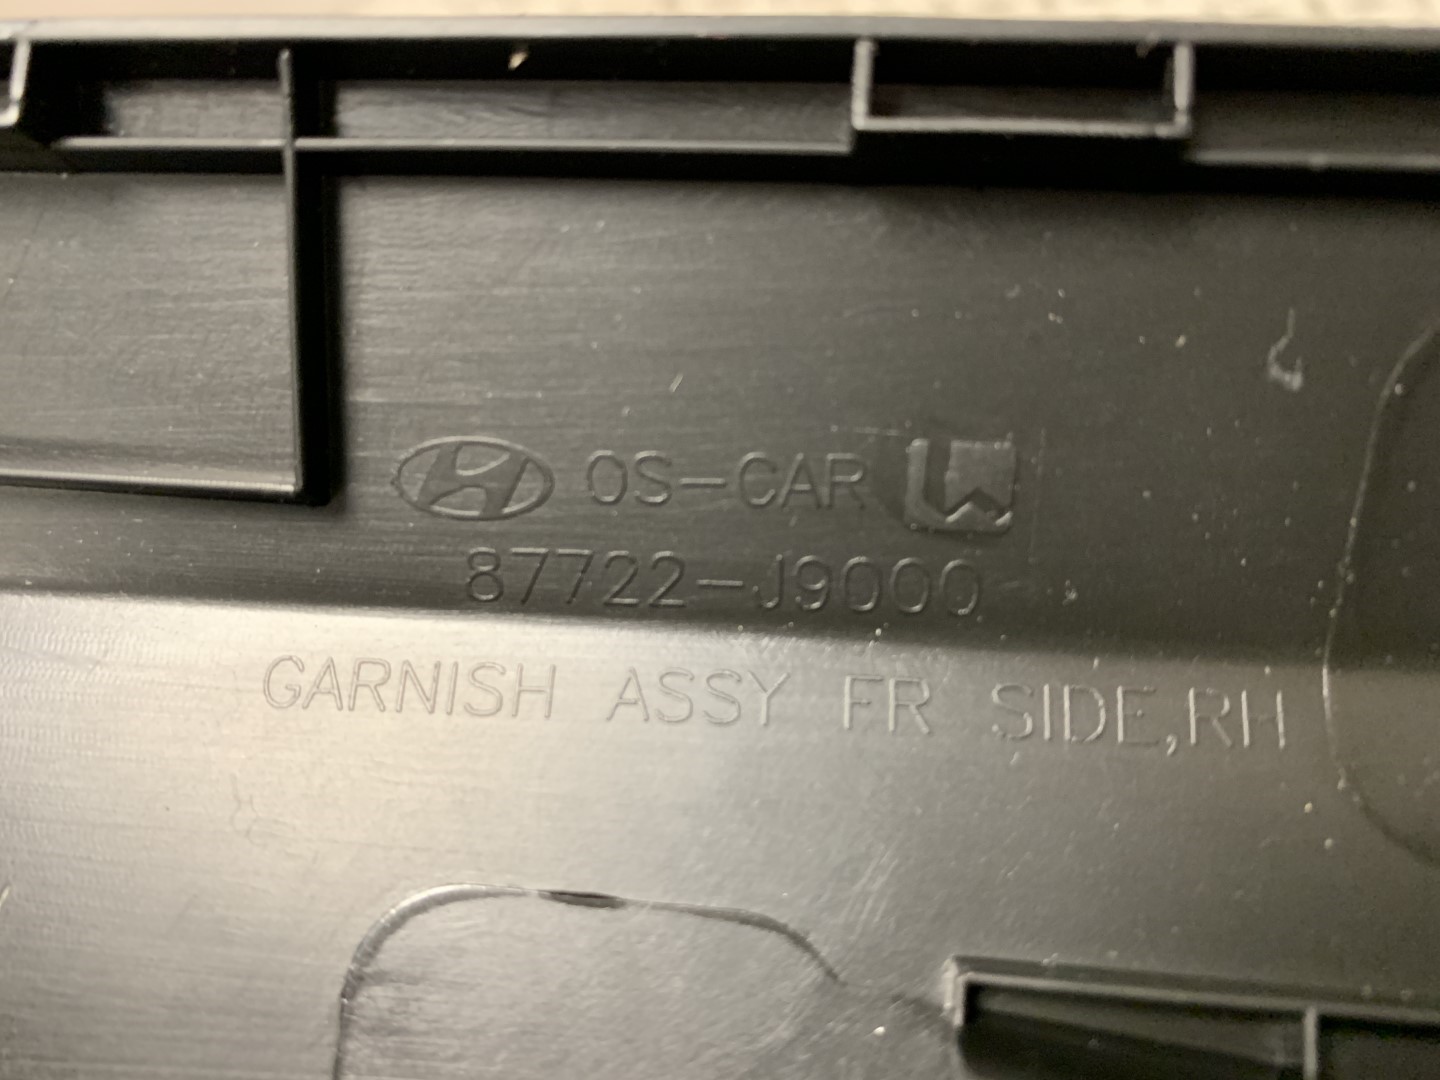 OS-CAR
87722-J9000
GARNISH ASSY FR SIDE,RH